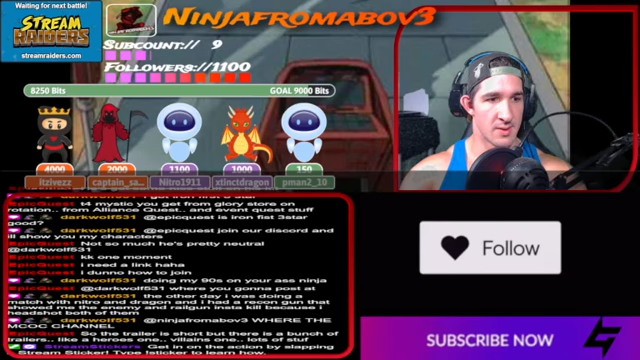 Waiting for next battle!
STREAM
RAIDERS
streamraiders.com
NINJAFROMABOV3
SUBCOUNT:// 9
FOLLOWERS://1100
8250 Bits
GOAL 9000 Bits
4000
2000
1100
1000
150
itzivezz
captain_sa...
Nitro1911
xtinctdragon
pman2_10
t4 mystic you get from glory store on
rotation.. from Alliance Quest.. and event quest stuff
darkwolf531 @epicquest is iron fist 3star
good?
darkwolf531 @epicquest join our discord and
ill show you my characters
EpicQuest Not so much he's pretty neutral
@darkwolf531
EpicQuest kk one moment
EpicQuest i need a link haha
EpicQuest i dunno how to join
darkwolf531 doing my 90s on your ass ninja
EpicQuest @darkwolf531 where you gonna post at
darkwolf531 the other day i was doing a
match with nitro and dragon and i had a recon gun that
showed me the enemy and railgun insta kill because i
headshot both of them
darkwolf531 @ninjafromabov3 WHERE THE
MCOC CHANNEL
EpicQuest So the trailer is short but there is a bunch of
trailers.. like a heroes one.. villains one.. lots of stuf
StreamStickers Get in on the action by slapping
a Stream Sticker! Type !sticker to learn how.
Follow
SUBSCRIBE NOW